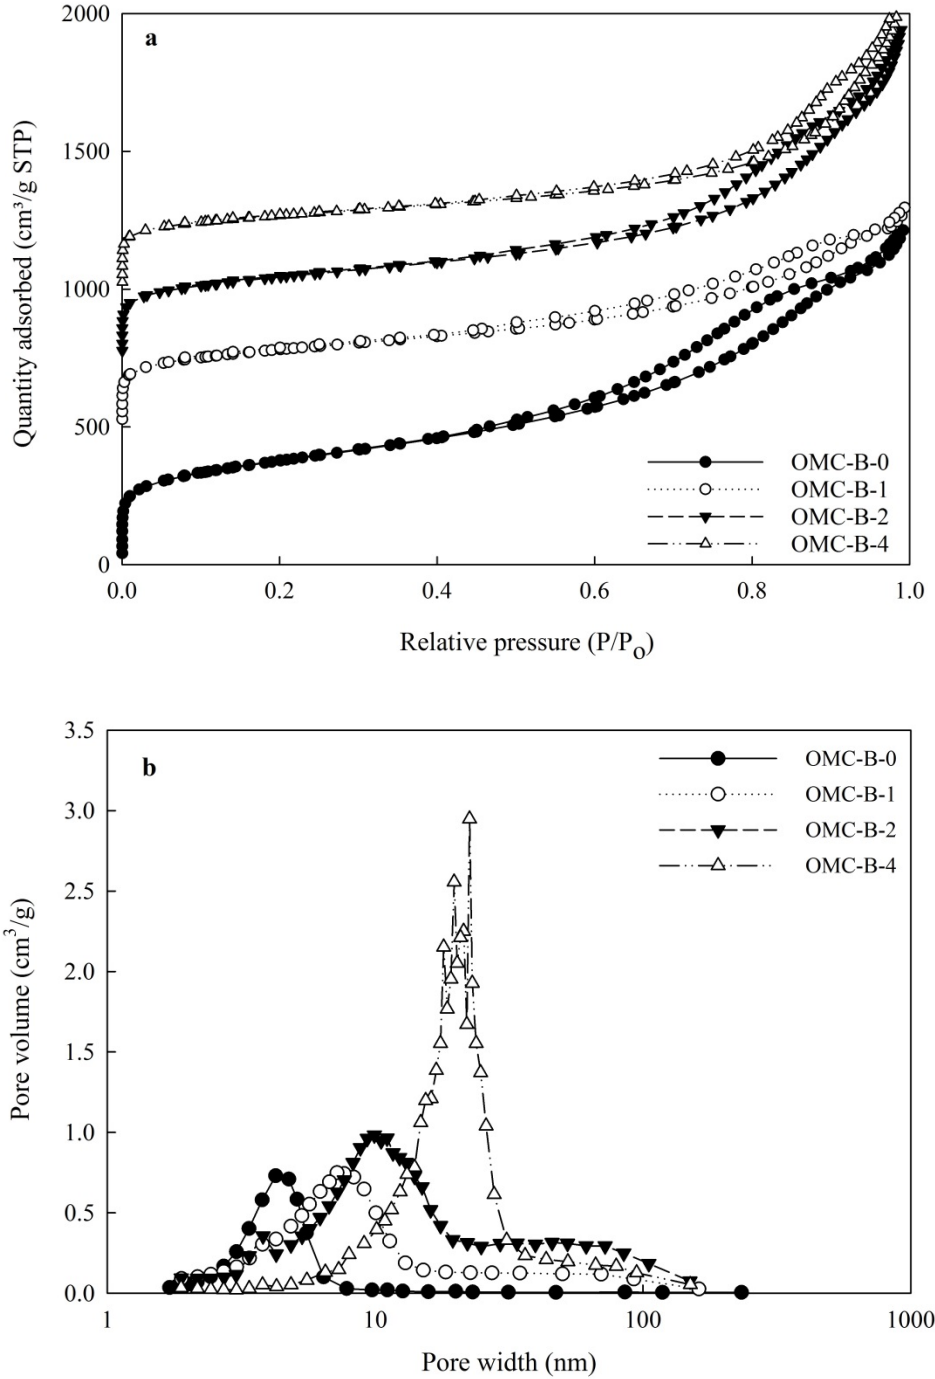 a
2000
1500
1000
500
0
Quantity adsorbed (cm³/g STP)
OMC-B-0
OMC-B-1
OMC-B-2
OMC-B-4
0.0 0.2 0.4 0.6 0.8 1.0
Relative pressure (P/Po)
b
3.5
3.0
2.5
2.0
1.5
1.0
0.5
0.0
Pore volume (cm³/g)
OMC-B-0
OMC-B-1
OMC-B-2
OMC-B-4
1 10 100 1000
Pore width (nm)